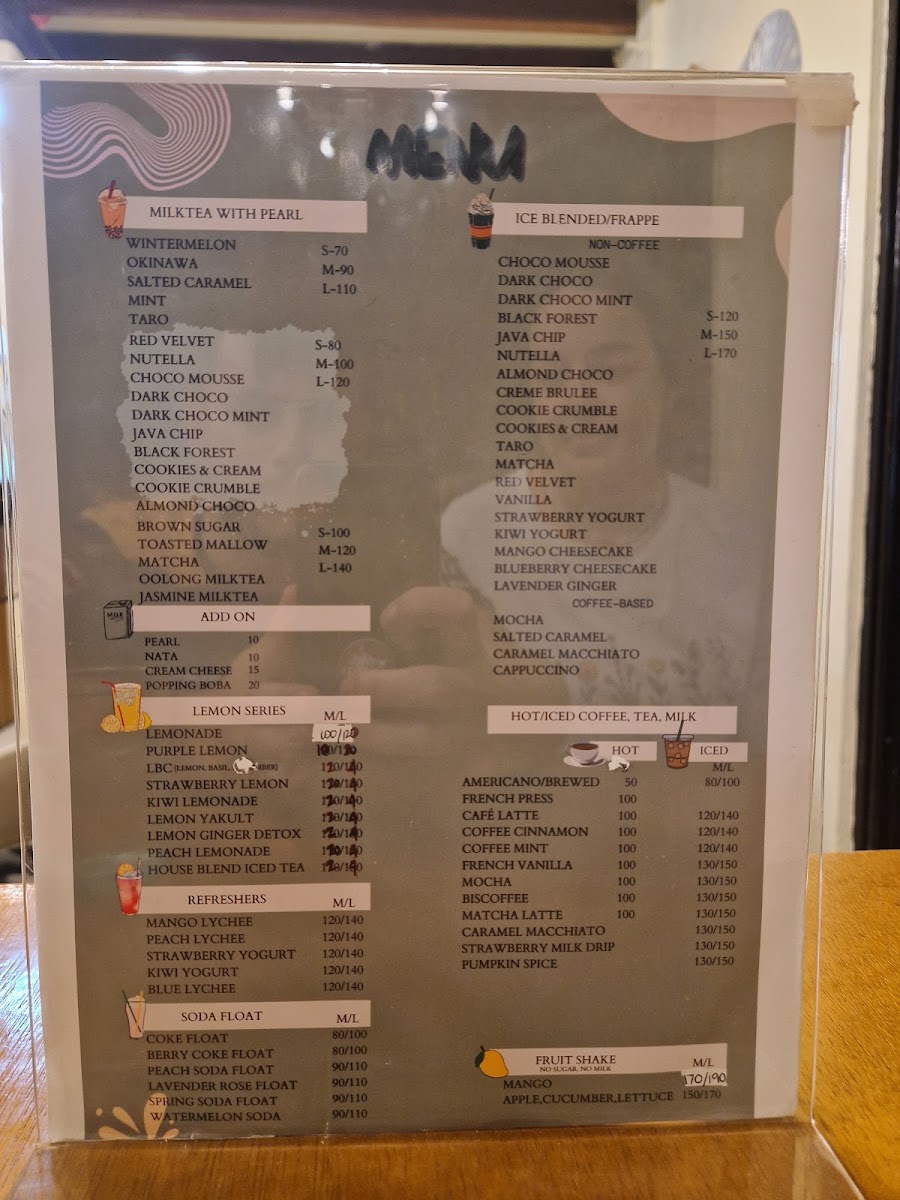 MENU
MILKTEA WITH PEARL
WINTERMELON
OKINAWA
SALTED CARAMEL
MINT
TARO
S-70
M-90
L-110
RED VELVET
NUTELLA
CHOCO MOUSSE
DARK CHOCO
DARK CHOCO MINT
JAVA CHIP
BLACK FOREST
COOKIES & CREAM
COOKIE CRUMBLE
ALMOND CHOCO
S-80
M-100
L-120
BROWN SUGAR
TOASTED MALLOW
MATCHA
OOLONG MILKTEA
JASMINE MILKTEA
S-100
M-120
L-140
MILK
ADD ON
PEARL 10
NATA 10
CREAM CHEESE 15
POPPING BOBA 20
LEMON SERIES M/L
LEMONADE 100/120
PURPLE LEMON
LBC (LEMON, BASIL,
STRAWBERRY LEMON
KIWI LEMONADE
LEMON YAKULT
LEMON GINGER DETOX
PEACH LEMONADE
HOUSE BLEND ICED TEA
REFRESHERS M/L
MANGO LYCHEE 120/140
PEACH LYCHEE 120/140
STRAWBERRY YOGURT 120/140
KIWI YOGURT 120/140
BLUE LYCHEE 120/140
SODA FLOAT M/L
COKE FLOAT 80/100
BERRY COKE FLOAT 80/100
PEACH SODA FLOAT 90/110
LAVENDER ROSE FLOAT 90/110
SPRING SODA FLOAT 90/110
WATERMELON SODA 90/110
ICE BLENDED/FRAPPE
NON-COFFEE
CHOCO MOUSSE
DARK CHOCO
DARK CHOCO MINT
BLACK FOREST S-120
JAVA CHIP M-150
NUTELLA L-170
ALMOND CHOCO
CREME BRULEE
COOKIE CRUMBLE
COOKIES & CREAM
TARO
MATCHA
RED VELVET
VANILLA
STRAWBERRY YOGURT
KIWI YOGURT
MANGO CHEESECAKE
BLUEBERRY CHEESECAKE
LAVENDER GINGER
COFFEE-BASED
MOCHA
SALTED CARAMEL
CARAMEL MACCHIATO
CAPPUCCINO
HOT/ICED COFFEE, TEA, MILK
HOT ICED
M/L
AMERICANO/BREWED 50 80/100
FRENCH PRESS 100
CAFÉ LATTE 100 120/140
COFFEE CINNAMON 100 120/140
COFFEE MINT 100 120/140
FRENCH VANILLA 100 130/150
MOCHA 100 130/150
BISCOFFEE 100 130/150
MATCHA LATTE 100 130/150
CARAMEL MACCHIATO 130/150
STRAWBERRY MILK DRIP 130/150
PUMPKIN SPICE 130/150
FRUIT SHAKE M/L
NO SUGAR, NO MILK
MANGO 170/190
APPLE,CUCUMBER,LETTUCE 150/170